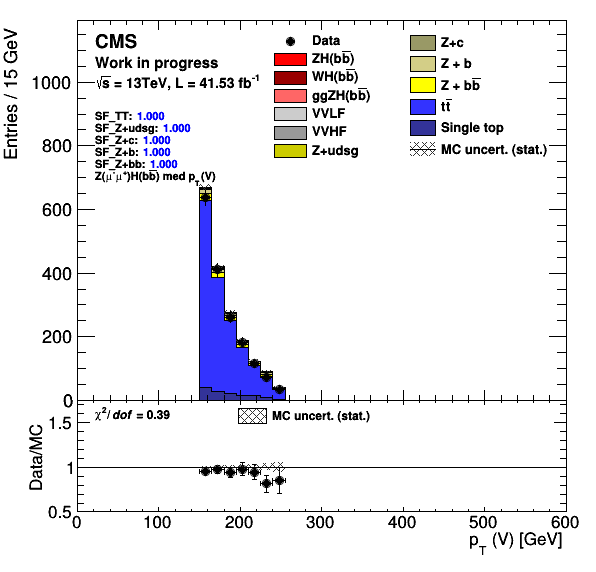 CMS
Work in progress
√s = 13TeV, L = 41.53 fb⁻¹
SF_TT: 1.000
SF_Z+udsg: 1.000
SF_Z+c: 1.000
SF_Z+b: 1.000
SF_Z+bb: 1.000
Z(μ⁻μ⁺)H(bb̅) med p_T(V)
Data
ZH(bb̅)
WH(bb̅)
ggZH(bb̅)
VVLF
VVHF
Z+udsg
Z+c
Z + b
Z + bb̅
tt̅
Single top
MC uncert. (stat.)
Entries / 15 GeV
1000
800
600
400
200
0
χ²/dof = 0.39
MC uncert. (stat.)
Data/MC
1.5
1
0.5
0 100 200 300 400 500 600
p_T (V) [GeV]